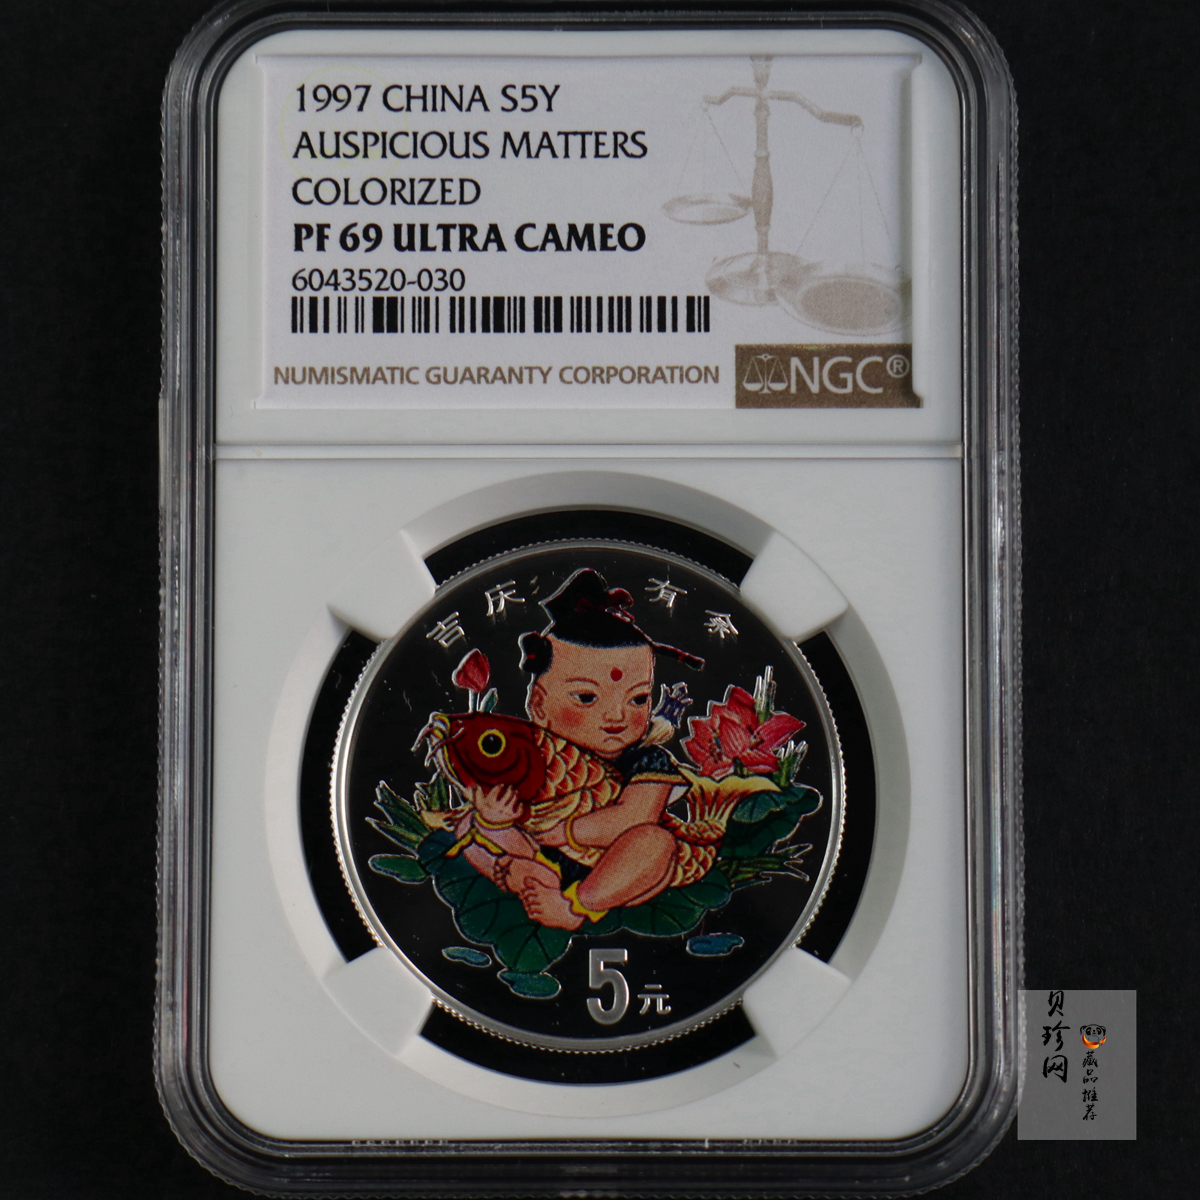 1997 CHINA S5Y
AUSPICIOUS MATTERS
COLORIZED
PF 69 ULTRA CAMEO
6043520-030
NUMISMATIC GUARANTY CORPORATION
NGC®
吉庆有余
5元
贝珍网
藏品推荐